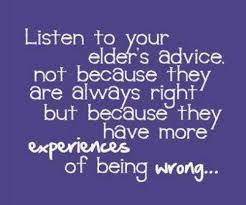 Listen to your
elder's advice.
not because they
are always right
but because they
have more
experiences
of being wrong...